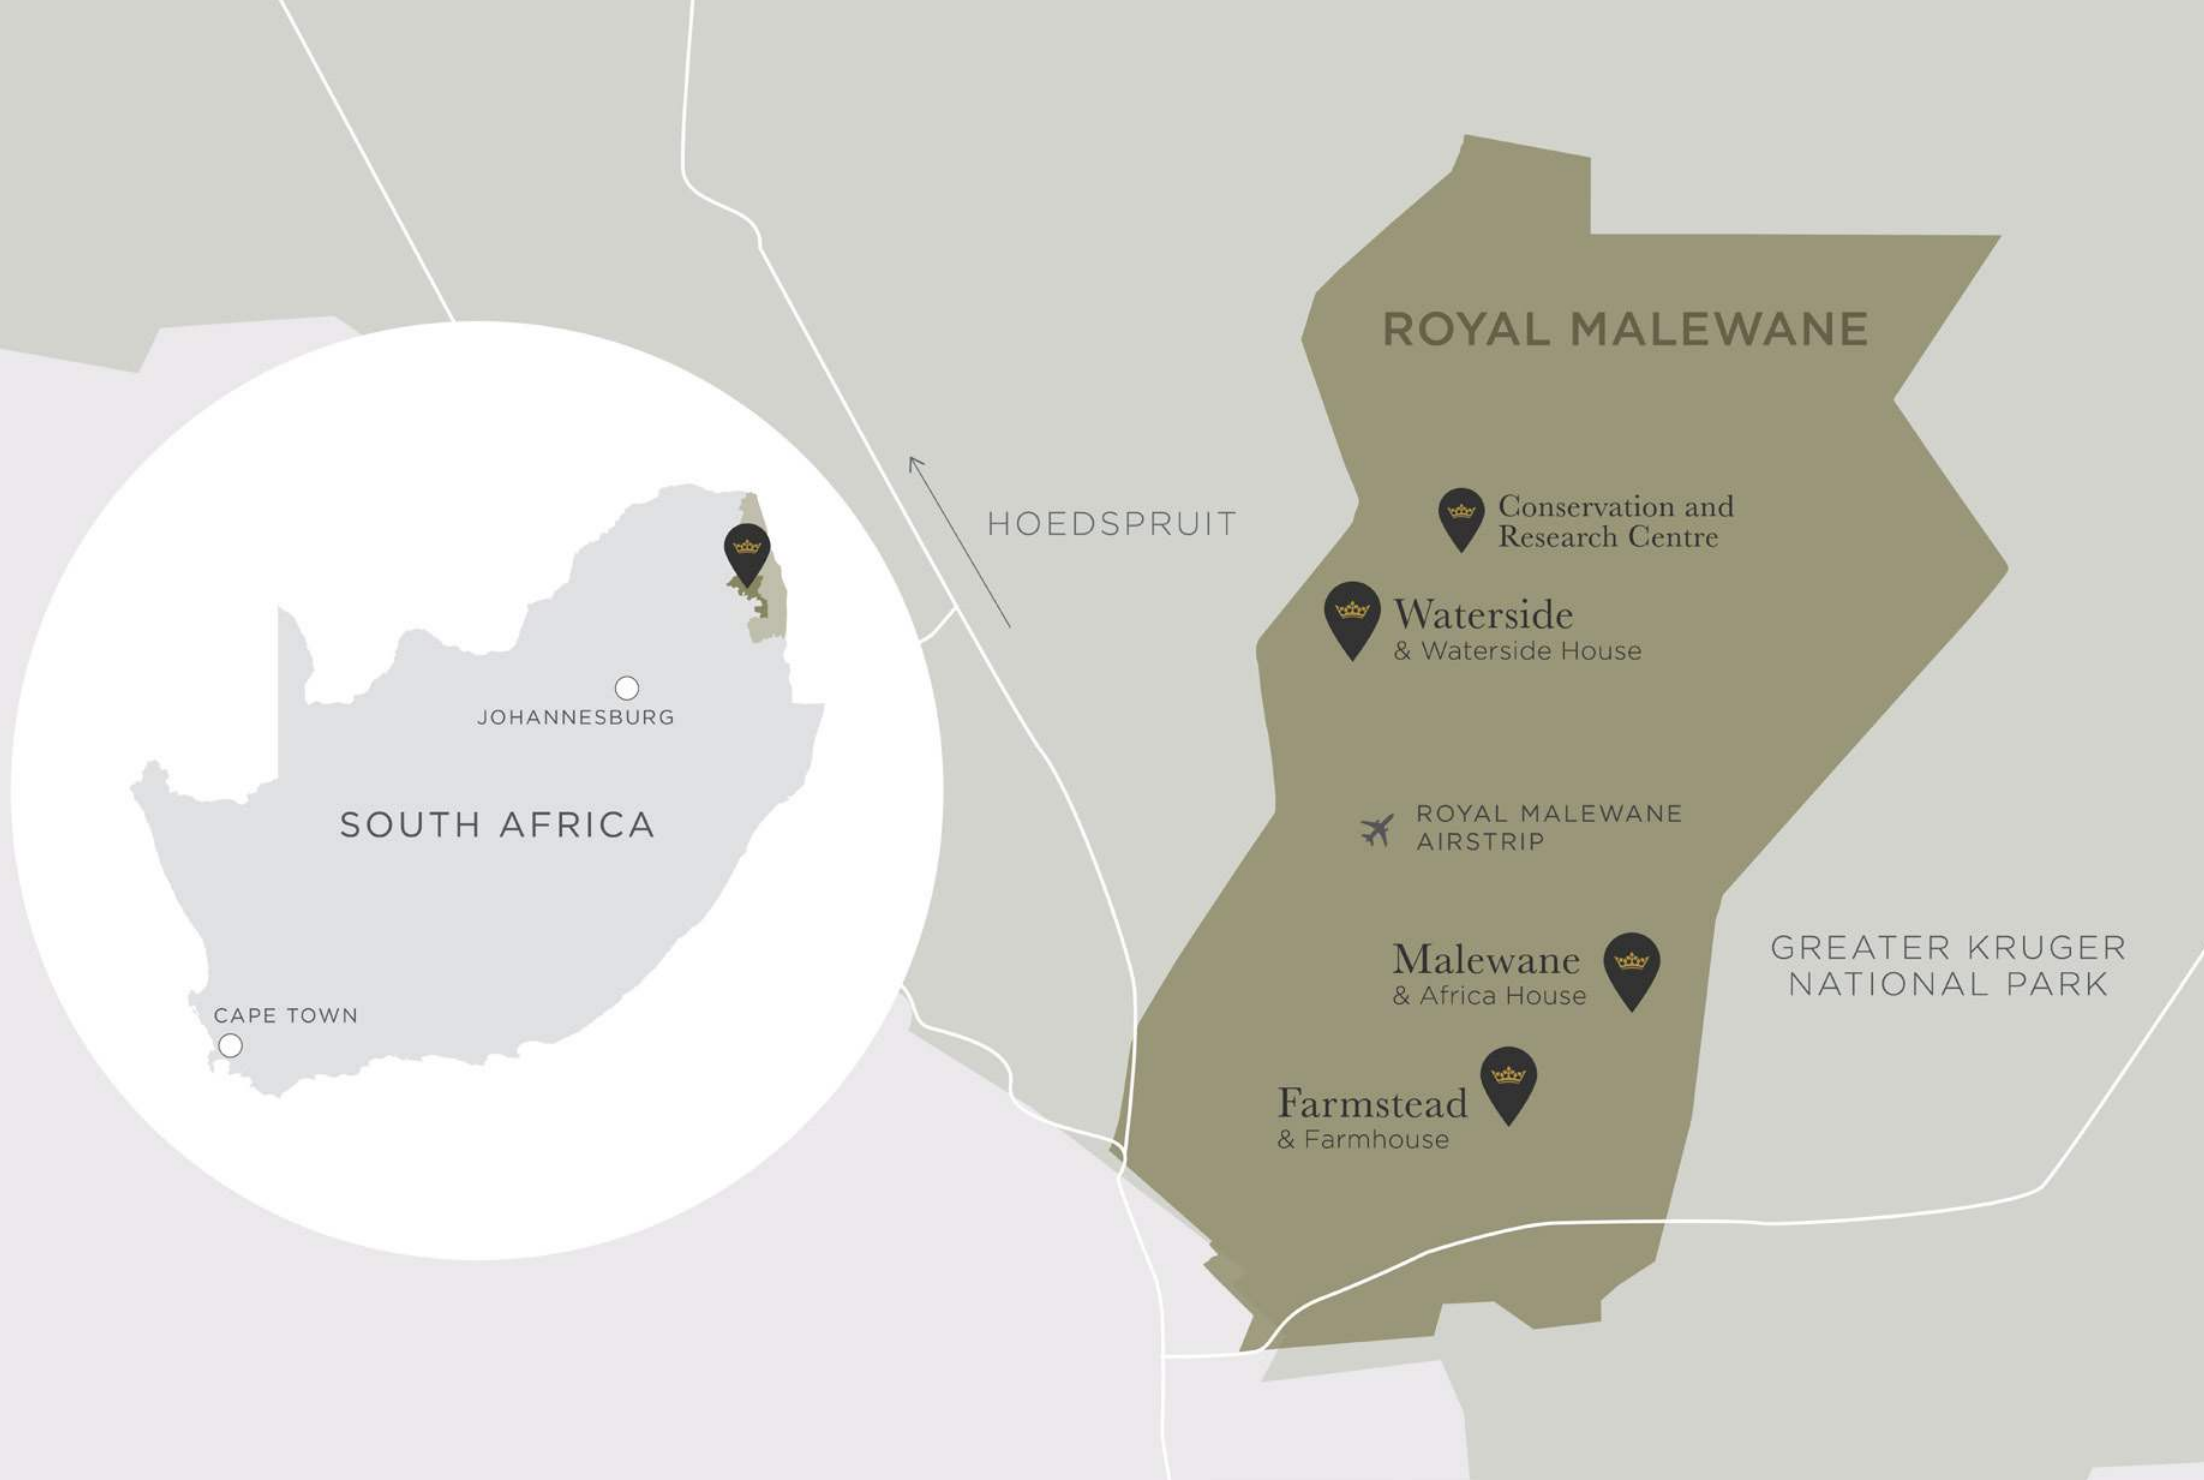 ROYAL MALEWANE
Conservation and
Research Centre
HOEDSPRUIT
Waterside
& Waterside House
JOHANNESBURG
SOUTH AFRICA
ROYAL MALEWANE
AIRSTRIP
GREATER KRUGER
NATIONAL PARK
Malewane
& Africa House
CAPE TOWN
Farmstead
& Farmhouse